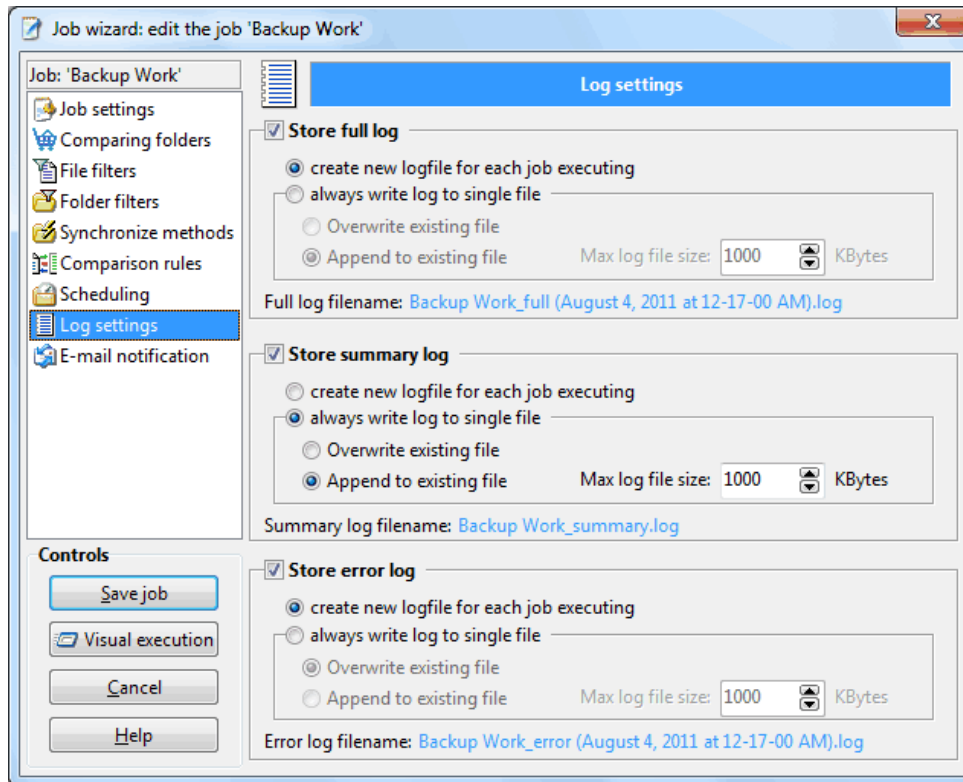 Job wizard: edit the job 'Backup Work'
Job: 'Backup Work'
Job settings
Comparing folders
File filters
Folder filters
Synchronize methods
Comparison rules
Scheduling
Log settings
E-mail notification
Controls
Save job
Visual execution
Cancel
Help
Log settings
Store full log
create new logfile for each job executing
always write log to single file
Overwrite existing file
Append to existing file Max log file size: 1000 KBytes
Full log filename: Backup Work_full (August 4, 2011 at 12-17-00 AM).log
Store summary log
create new logfile for each job executing
always write log to single file
Overwrite existing file
Append to existing file Max log file size: 1000 KBytes
Summary log filename: Backup Work_summary.log
Store error log
create new logfile for each job executing
always write log to single file
Overwrite existing file
Append to existing file Max log file size: 1000 KBytes
Error log filename: Backup Work_error (August 4, 2011 at 12-17-00 AM).log